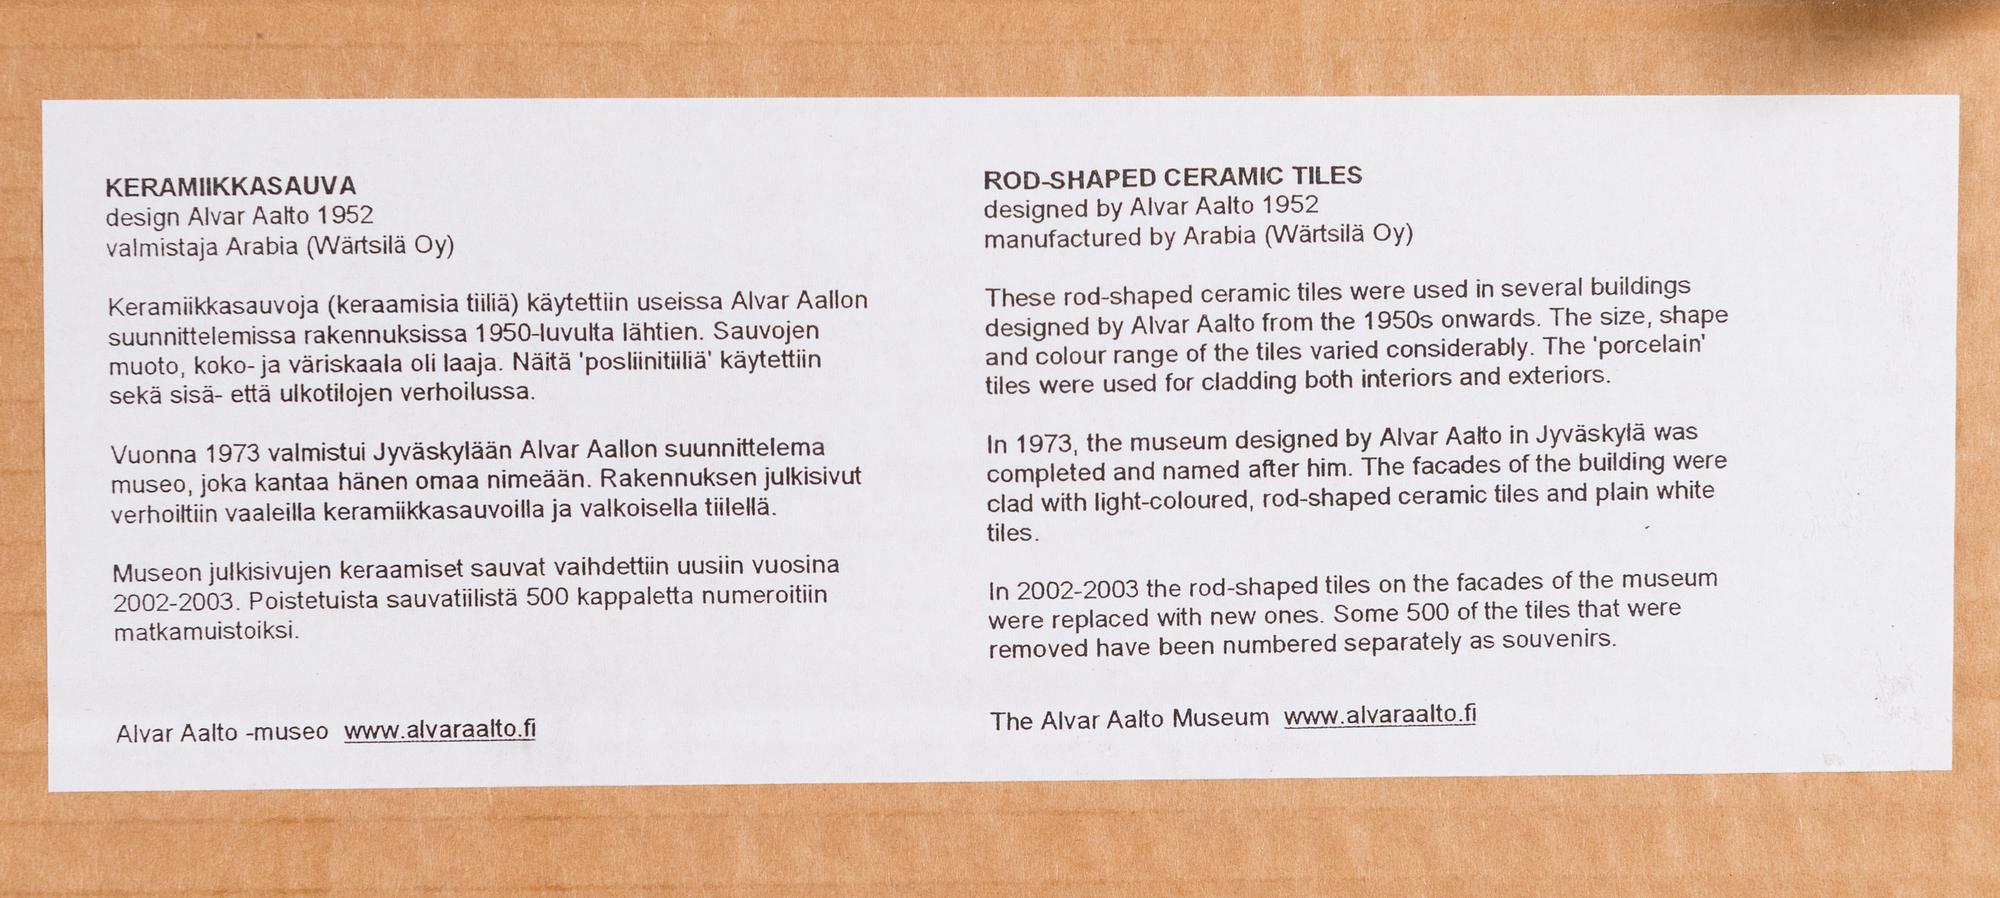 KERAMIIKKASAUVA
design Alvar Aalto 1952
valmistaja Arabia (Wärtsilä Oy)
Keramiikkasauvoja (keraamisia tiiliä) käytettiin useissa Alvar Aallon
suunnittelemissa rakennuksissa 1950-luvulta lähtien. Sauvojen
muoto, koko- ja väriskaala oli laaja. Näitä 'posliinitiiliä' käytettiin
sekä sisä- että ulkotilojen verhoilussa.
Vuonna 1973 valmistui Jyväskylään Alvar Aallon suunnittelema
museo, joka kantaa hänen omaa nimeään. Rakennuksen julkisivut
verhoiltiin vaaleilla keramiikkasauvoilla ja valkoisella tiilellä.
Museon julkisivujen keraamiset sauvat vaihdettiin uusiin vuosina
2002-2003. Poistetuista sauvatiilistä 500 kappaletta numeroitiin
matkamuistoiksi.
Alvar Aalto -museo www.alvaraalto.fi
ROD-SHAPED CERAMIC TILES
designed by Alvar Aalto 1952
manufactured by Arabia (Wärtsilä Oy)
These rod-shaped ceramic tiles were used in several buildings
designed by Alvar Aalto from the 1950s onwards. The size, shape
and colour range of the tiles varied considerably. The 'porcelain'
tiles were used for cladding both interiors and exteriors.
In 1973, the museum designed by Alvar Aalto in Jyväskylä was
completed and named after him. The facades of the building were
clad with light-coloured, rod-shaped ceramic tiles and plain white
tiles.
In 2002-2003 the rod-shaped tiles on the facades of the museum
were replaced with new ones. Some 500 of the tiles that were
removed have been numbered separately as souvenirs.
The Alvar Aalto Museum www.alvaraalto.fi